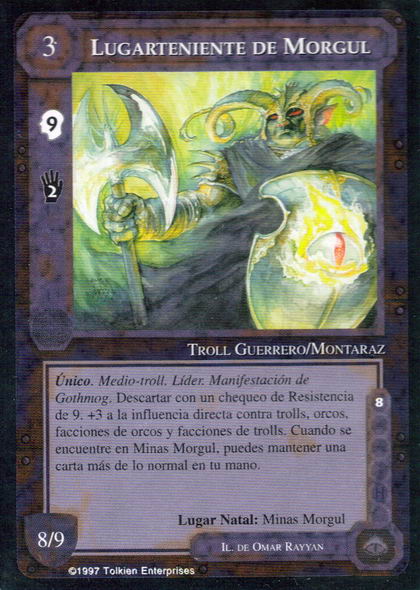 3 LUGARTENIENTE DE MORGUL
9
2
TROLL GUERRERO/MONTARAZ
Único. Medio-troll. Líder. Manifestación de
Gothmog. Descartar con un chequeo de Resistencia
de 9. +3 a la influencia directa contra trolls, orcos,
facciones de orcos y facciones de trolls. Cuando se
encuentre en Minas Morgul, puedes mantener una
carta más de lo normal en tu mano.
8
Lugar Natal: Minas Morgul
8/9
IL. DE OMAR RAYYAN
©1997 Tolkien Enterprises